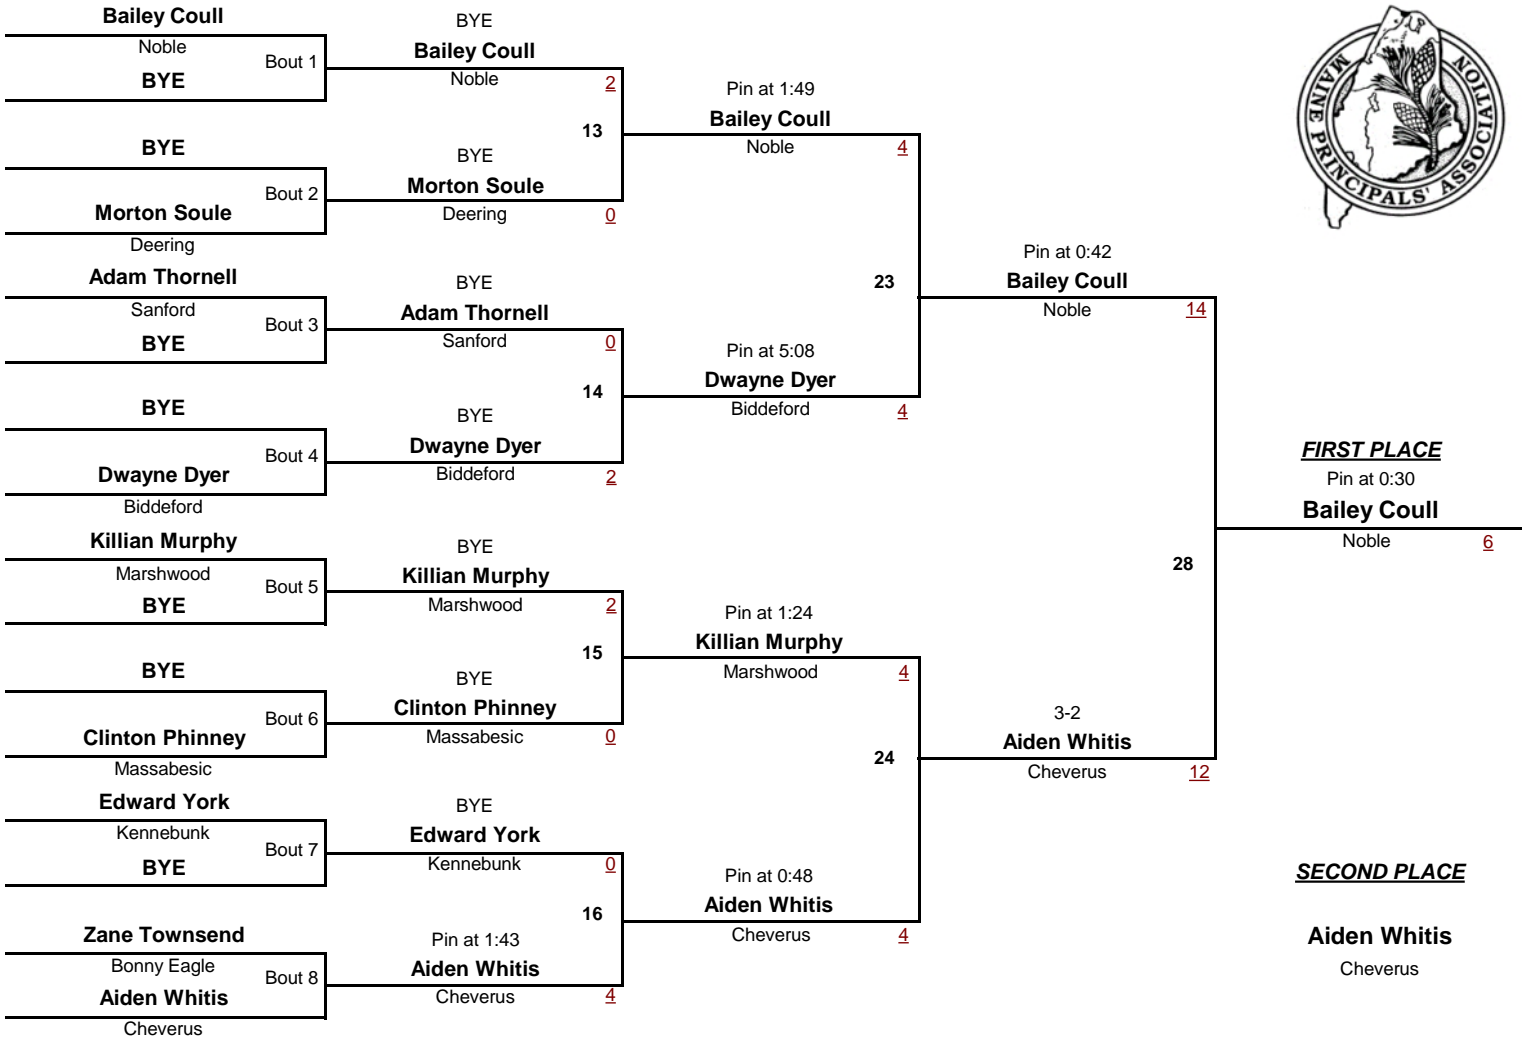 Bailey Coull
Noble
Bout 1
BYE
BYE
Bout 2
Morton Soule
Deering
Adam Thornell
Sanford
Bout 3
BYE
BYE
Bout 4
Dwayne Dyer
Biddeford
Killian Murphy
Marshwood
Bout 5
BYE
BYE
Bout 6
Clinton Phinney
Massabesic
Edward York
Kennebunk
Bout 7
BYE
Zane Townsend
Bonny Eagle
Bout 8
Aiden Whitis
Cheverus
BYE
Bailey Coull
Noble
2
13
BYE
Morton Soule
Deering
0
BYE
Adam Thornell
Sanford
0
14
BYE
Dwayne Dyer
Biddeford
2
BYE
Killian Murphy
Marshwood
2
15
BYE
Clinton Phinney
Massabesic
0
BYE
Edward York
Kennebunk
0
16
Pin at 1:43
Aiden Whitis
Cheverus
4
Pin at 1:49
Bailey Coull
Noble
4
23
Pin at 5:08
Dwayne Dyer
Biddeford
4
Pin at 1:24
Killian Murphy
Marshwood
4
24
Pin at 0:48
Aiden Whitis
Cheverus
4
Pin at 0:42
Bailey Coull
Noble
14
28
3-2
Aiden Whitis
Cheverus
12
MAINE PRINCIPALS' ASSOCIATION
FIRST PLACE
Pin at 0:30
Bailey Coull
Noble
6
SECOND PLACE
Aiden Whitis
Cheverus